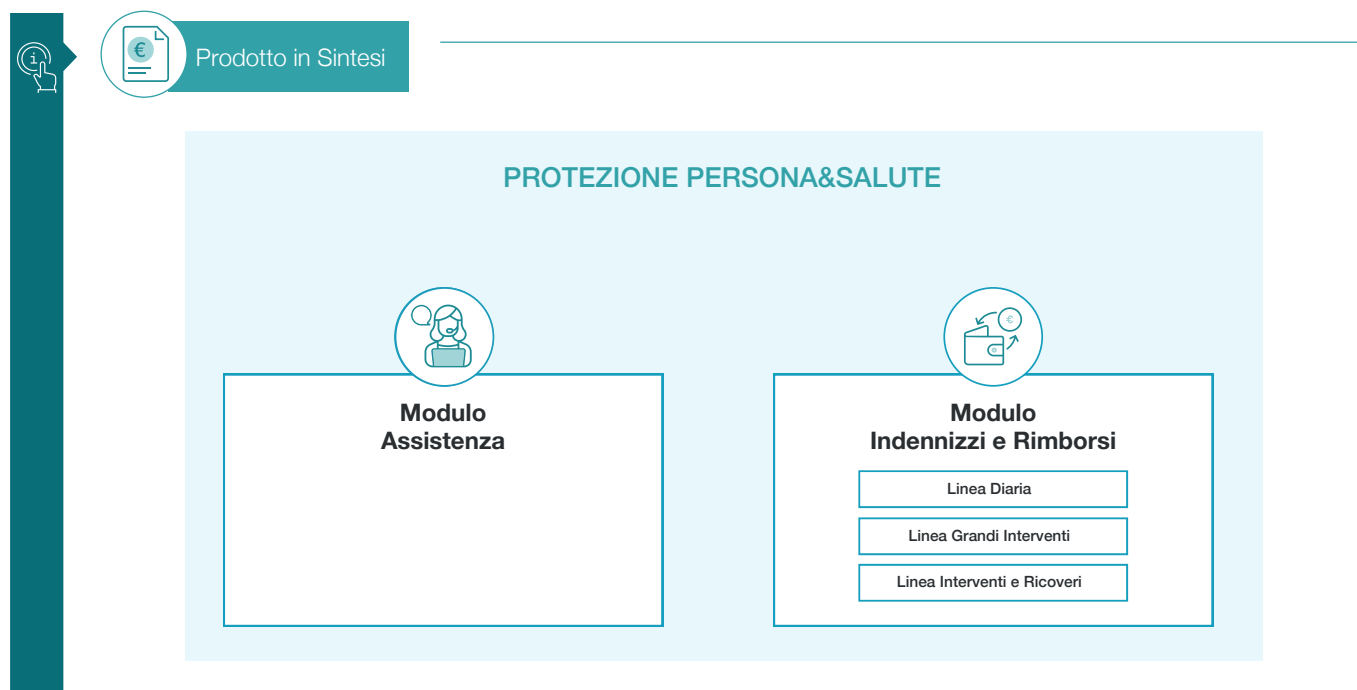 Prodotto in Sintesi
PROTEZIONE PERSONA&SALUTE
Modulo
Assistenza
Modulo
Indennizzi e Rimborsi
Linea Diaria
Linea Grandi Interventi
Linea Interventi e Ricoveri